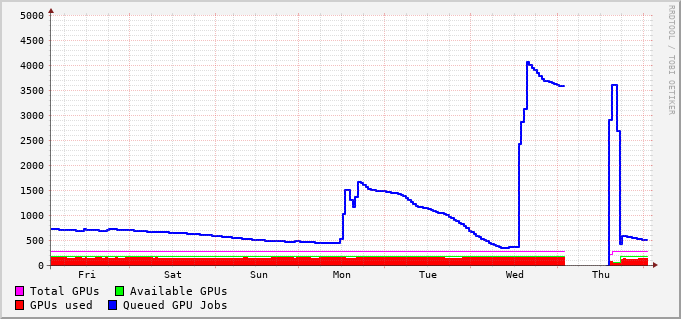 RRDTOOL / TOBI OETIKER
5000
4500
4000
3500
3000
2500
2000
1500
1000
500
0
Fri Sat Sun Mon Tue Wed Thu
Total GPUs Available GPUs
GPUs used Queued GPU Jobs